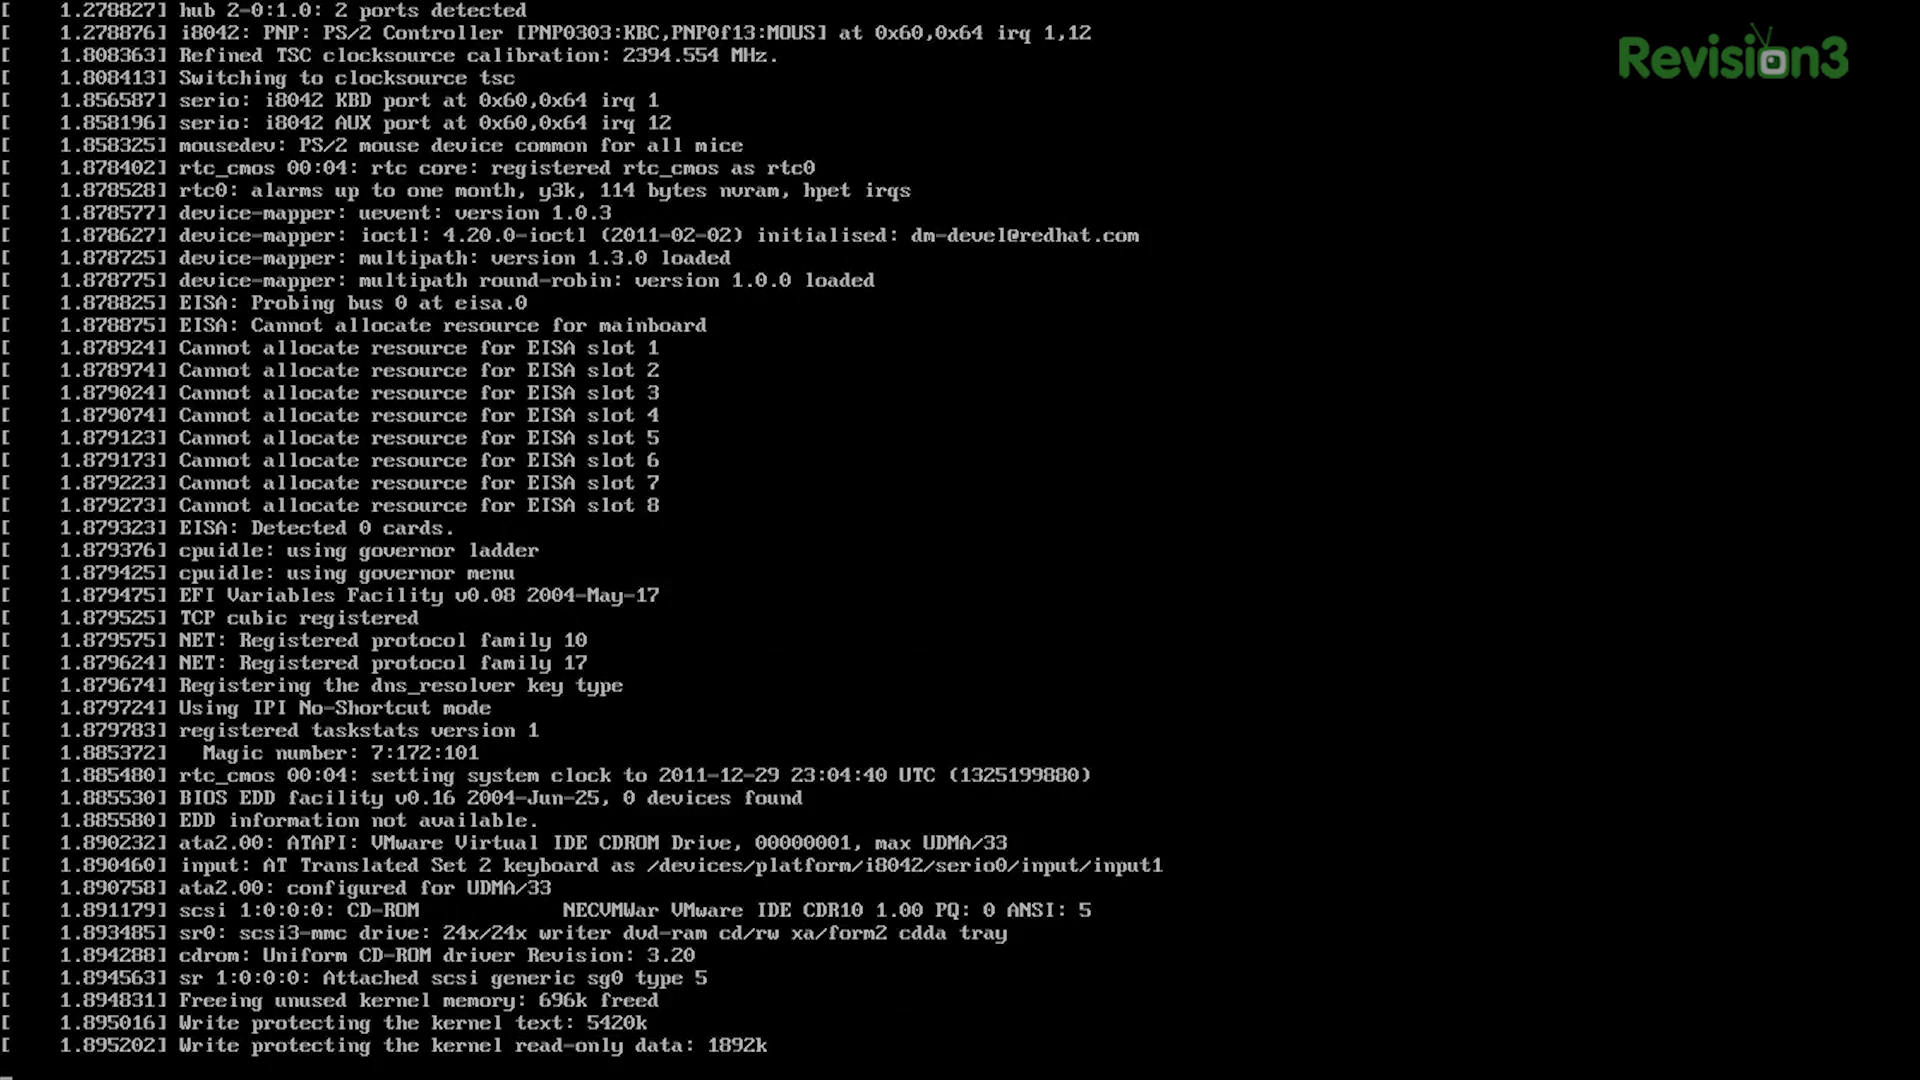 [    1.278827] hub 2-0:1.0: 2 ports detected
[    1.278876] i8042: PNP: PS/2 Controller [PNP0303:KBC,PNP0f13:MOUS] at 0x60,0x64 irq 1,12
Revision3
[    1.808363] Refined TSC clocksource calibration: 2394.554 MHz.
[    1.808413] Switching to clocksource tsc
[    1.856587] serio: i8042 KBD port at 0x60,0x64 irq 1
[    1.858196] serio: i8042 AUX port at 0x60,0x64 irq 12
[    1.858325] mousedev: PS/2 mouse device common for all mice
[    1.878402] rtc_cmos 00:04: rtc core: registered rtc_cmos as rtc0
[    1.878528] rtc0: alarms up to one month, y3k, 114 bytes nvram, hpet irqs
[    1.878577] device-mapper: uevent: version 1.0.3
[    1.878627] device-mapper: ioctl: 4.20.0-ioctl (2011-02-02) initialised: dm-devel@redhat.com
[    1.878725] device-mapper: multipath: version 1.3.0 loaded
[    1.878775] device-mapper: multipath round-robin: version 1.0.0 loaded
[    1.878825] EISA: Probing bus 0 at eisa.0
[    1.878875] EISA: Cannot allocate resource for mainboard
[    1.878924] Cannot allocate resource for EISA slot 1
[    1.878974] Cannot allocate resource for EISA slot 2
[    1.879024] Cannot allocate resource for EISA slot 3
[    1.879074] Cannot allocate resource for EISA slot 4
[    1.879123] Cannot allocate resource for EISA slot 5
[    1.879173] Cannot allocate resource for EISA slot 6
[    1.879223] Cannot allocate resource for EISA slot 7
[    1.879273] Cannot allocate resource for EISA slot 8
[    1.879323] EISA: Detected 0 cards.
[    1.879376] cpuidle: using governor ladder
[    1.879425] cpuidle: using governor menu
[    1.879475] EFI Variables Facility v0.08 2004-May-17
[    1.879525] TCP cubic registered
[    1.879575] NET: Registered protocol family 10
[    1.879624] NET: Registered protocol family 17
[    1.879674] Registering the dns_resolver key type
[    1.879724] Using IPI No-Shortcut mode
[    1.879783] registered taskstats version 1
[    1.885372]   Magic number: 7:172:101
[    1.885480] rtc_cmos 00:04: setting system clock to 2011-12-29 23:04:40 UTC (1325199880)
[    1.885530] BIOS EDD facility v0.16 2004-Jun-25, 0 devices found
[    1.885580] EDD information not available.
[    1.890232] ata2.00: ATAPI: VMware Virtual IDE CDROM Drive, 00000001, max UDMA/33
[    1.890460] input: AT Translated Set 2 keyboard as /devices/platform/i8042/serio0/input/input1
[    1.890758] ata2.00: configured for UDMA/33
[    1.891179] scsi 1:0:0:0: CD-ROM            NECVMWar VMware IDE CDR10 1.00 PQ: 0 ANSI: 5
[    1.893485] sr0: scsi3-mmc drive: 24x/24x writer dvd-ram cd/rw xa/form2 cdda tray
[    1.894288] cdrom: Uniform CD-ROM driver Revision: 3.20
[    1.894563] sr 1:0:0:0: Attached scsi generic sg0 type 5
[    1.894831] Freeing unused kernel memory: 696k freed
[    1.895016] Write protecting the kernel text: 5420k
[    1.895202] Write protecting the kernel read-only data: 1892k